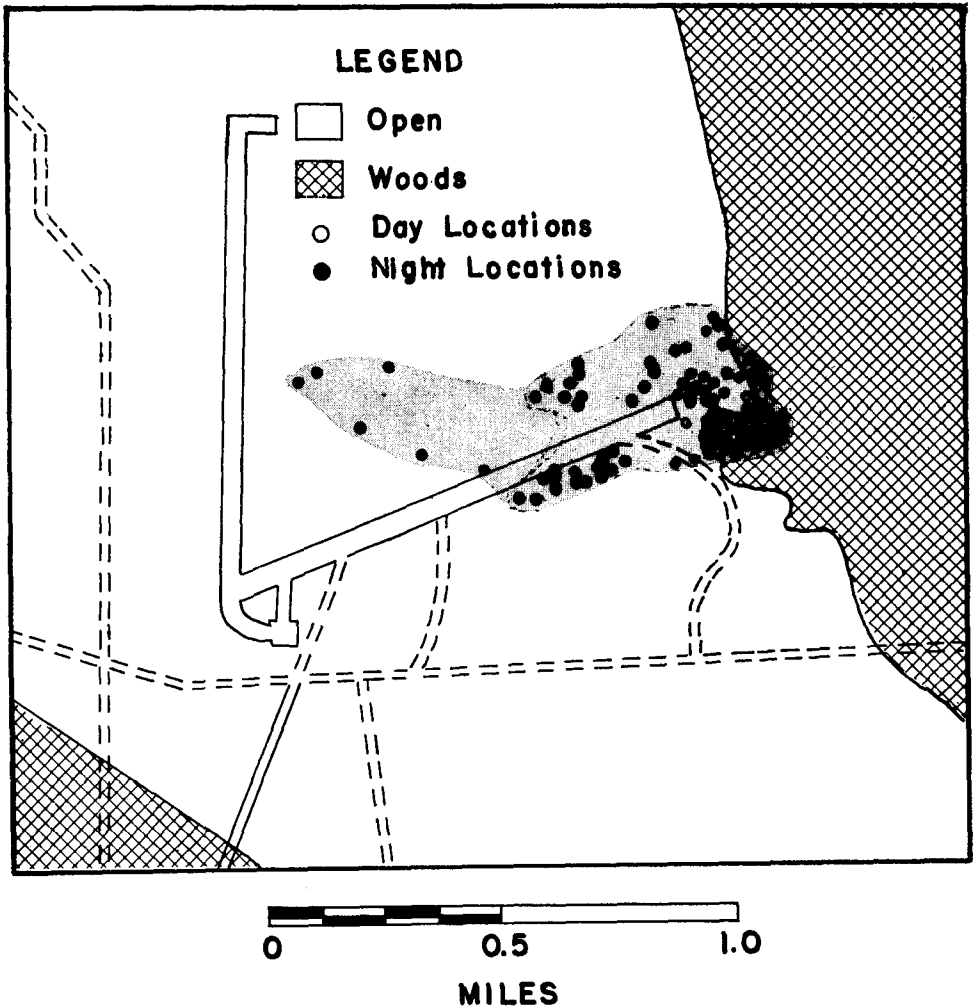 LEGEND
Open
Woods
Day Locations
Night Locations
0 0.5 1.0
MILES